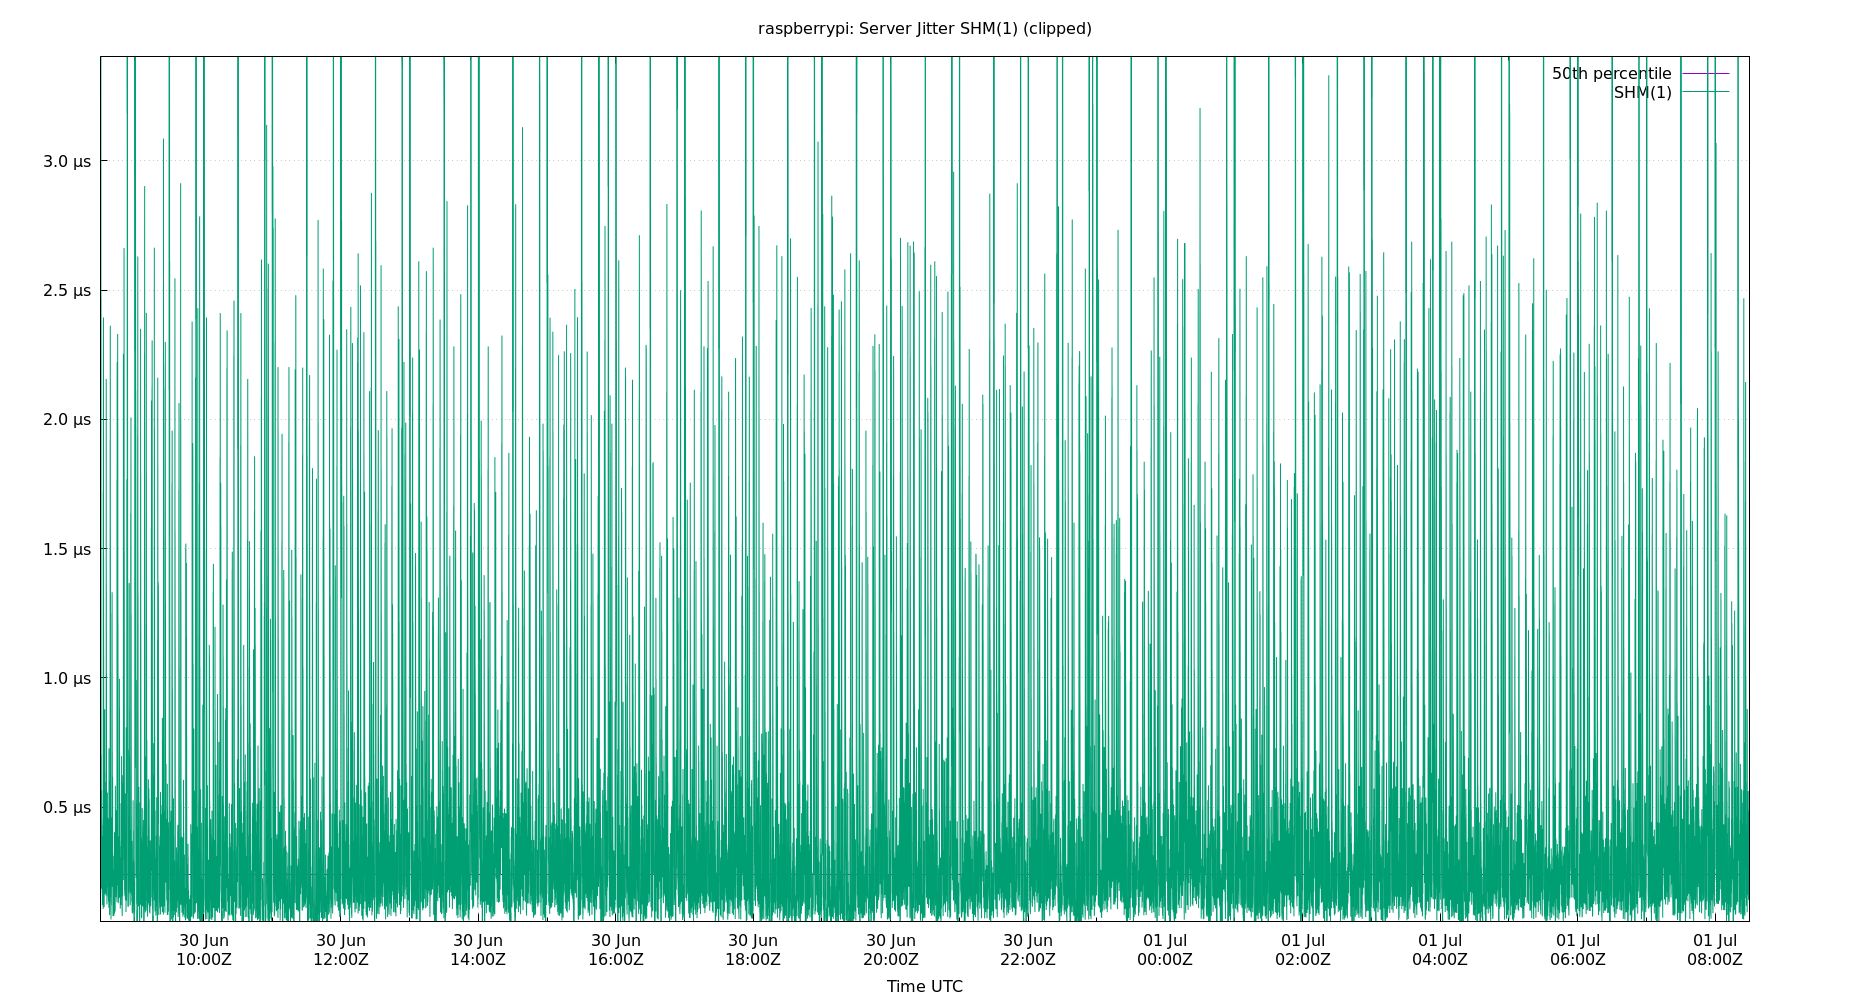 raspberrypi: Server Jitter SHM(1) (clipped)
50th percentile
SHM(1)
3.0 µs
2.5 µs
2.0 µs
1.5 µs
1.0 µs
0.5 µs
30 Jun 30 Jun 30 Jun 30 Jun 30 Jun 30 Jun 30 Jun 01 Jul 01 Jul 01 Jul 01 Jul 01 Jul
10:00Z 12:00Z 14:00Z 16:00Z 18:00Z 20:00Z 22:00Z 00:00Z 02:00Z 04:00Z 06:00Z 08:00Z
Time UTC